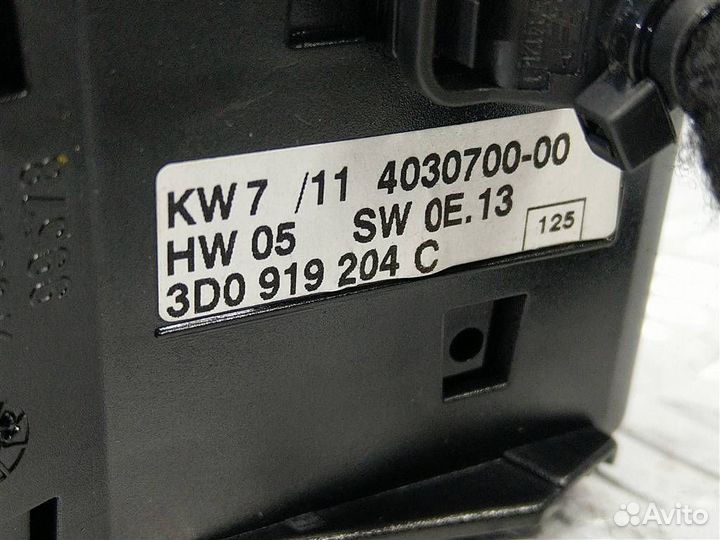 KW 7 /11 4030700-00
HW 05 SW 0E.13
125
3D0 919 204 C
Avito